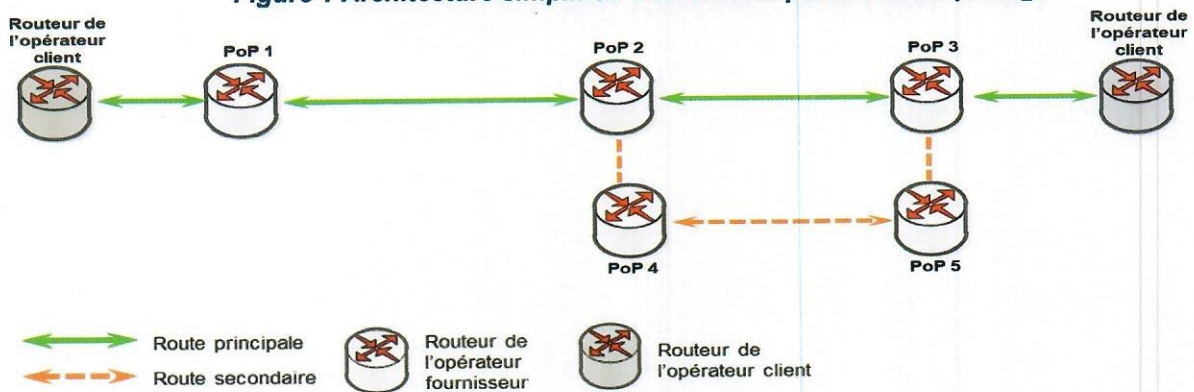 Routeur de
l'opérateur
client
PoP 1
PoP 2
PoP 3
Routeur de
l'opérateur
client
PoP 4
PoP 5
Route principale
Route secondaire
Routeur de
l'opérateur
fournisseur
Routeur de
l'opérateur client